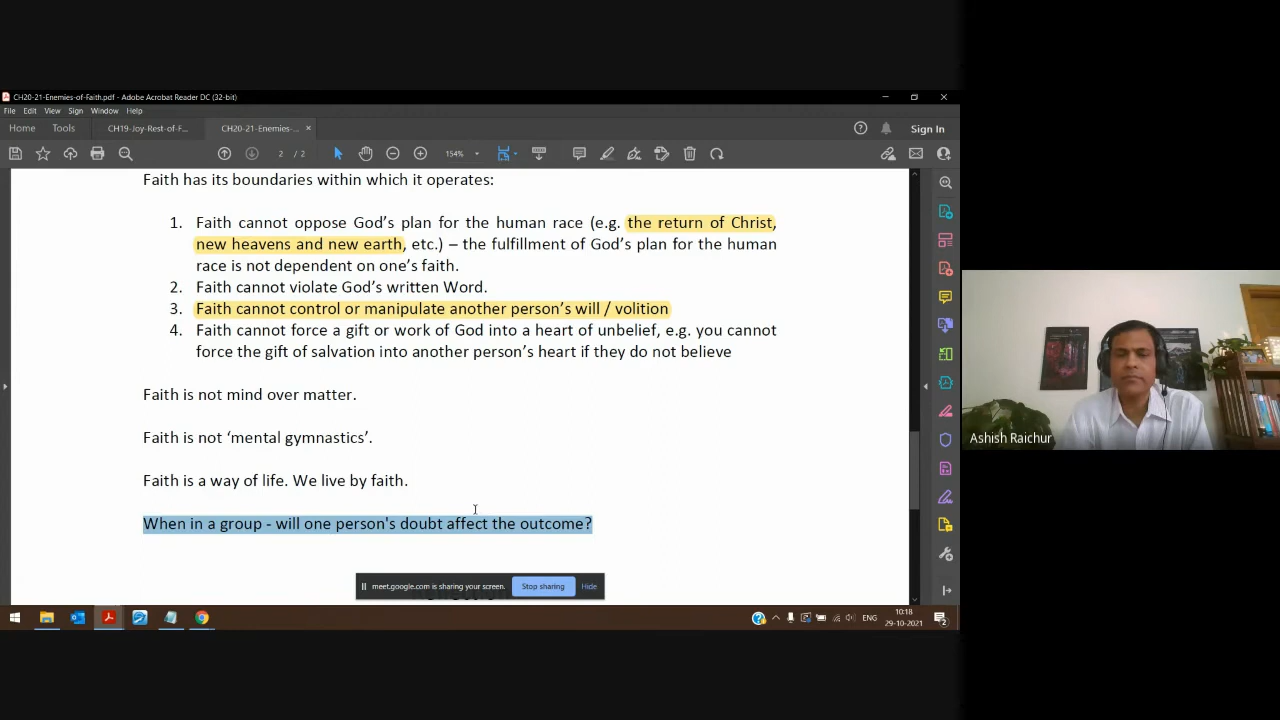 CH20-21-Enemies-of-Faith.pdf - Adobe Acrobat Reader DC (32-bit)
File Edit View Sign Window Help
Home Tools CH19-Joy-Rest-of-F... CH20-21-Enemies-... × Sign In
2 / 2 154%
Faith has its boundaries within which it operates:
1. Faith cannot oppose God’s plan for the human race (e.g. the return of Christ,
new heavens and new earth, etc.) – the fulfillment of God’s plan for the human
race is not dependent on one’s faith.
2. Faith cannot violate God’s written Word.
3. Faith cannot control or manipulate another person’s will / volition
4. Faith cannot force a gift or work of God into a heart of unbelief, e.g. you cannot
force the gift of salvation into another person’s heart if they do not believe
Faith is not mind over matter.
Faith is not ‘mental gymnastics’.
Faith is a way of life. We live by faith.
When in a group - will one person's doubt affect the outcome?
meet.google.com is sharing your screen. Stop sharing Hide
ENG
10:18
29-10-2021
Ashish Raichur